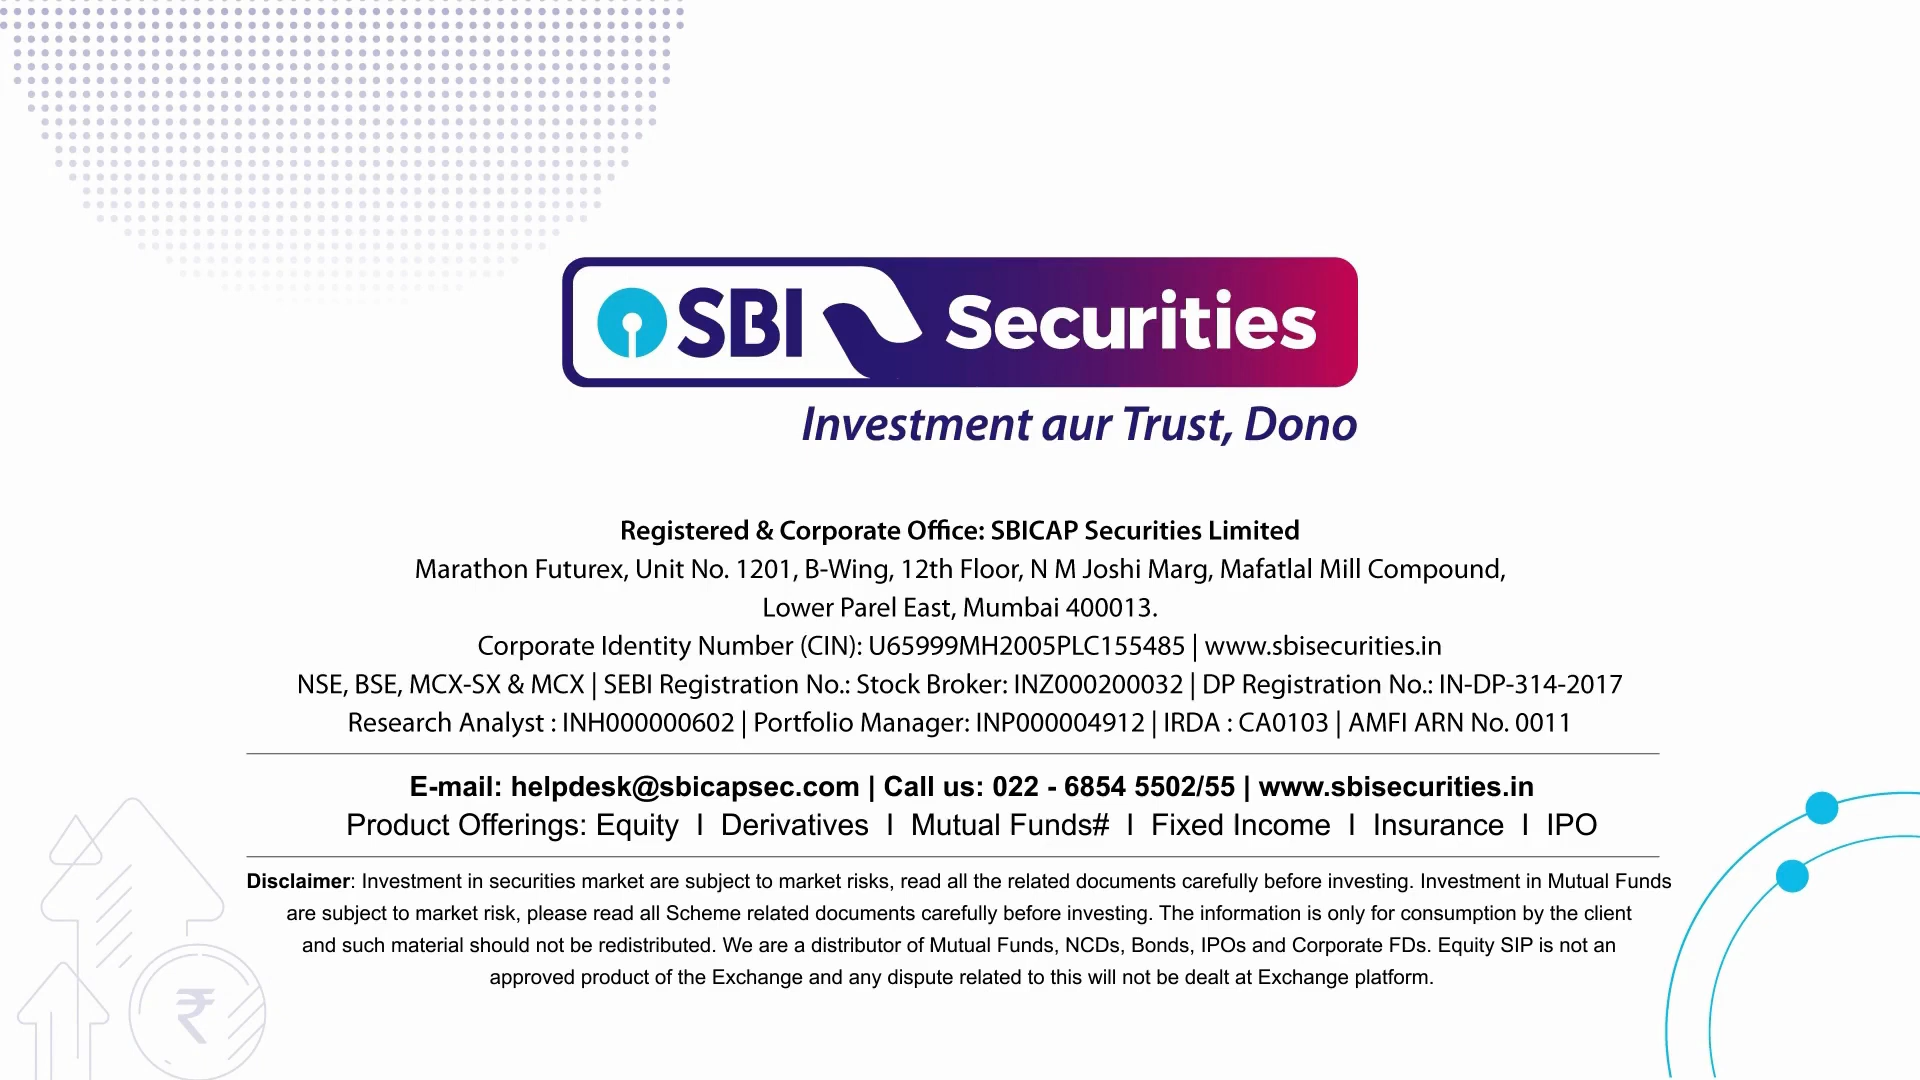 SBI Securities
Investment aur Trust, Dono
Registered & Corporate Office: SBICAP Securities Limited
Marathon Futurex, Unit No. 1201, B-Wing, 12th Floor, N M Joshi Marg, Mafatlal Mill Compound,
Lower Parel East, Mumbai 400013.
Corporate Identity Number (CIN): U65999MH2005PLC155485 | www.sbisecurities.in
NSE, BSE, MCX-SX & MCX | SEBI Registration No.: Stock Broker: INZ000200032 | DP Registration No.: IN-DP-314-2017
Research Analyst : INH000000602 | Portfolio Manager: INP000004912 | IRDA : CA0103 | AMFI ARN No. 0011
E-mail: helpdesk@sbicapsec.com | Call us: 022 - 6854 5502/55 | www.sbisecurities.in
Product Offerings: Equity I Derivatives I Mutual Funds# I Fixed Income I Insurance I IPO
Disclaimer: Investment in securities market are subject to market risks, read all the related documents carefully before investing. Investment in Mutual Funds
are subject to market risk, please read all Scheme related documents carefully before investing. The information is only for consumption by the client
and such material should not be redistributed. We are a distributor of Mutual Funds, NCDs, Bonds, IPOs and Corporate FDs. Equity SIP is not an
approved product of the Exchange and any dispute related to this will not be dealt at Exchange platform.
₹